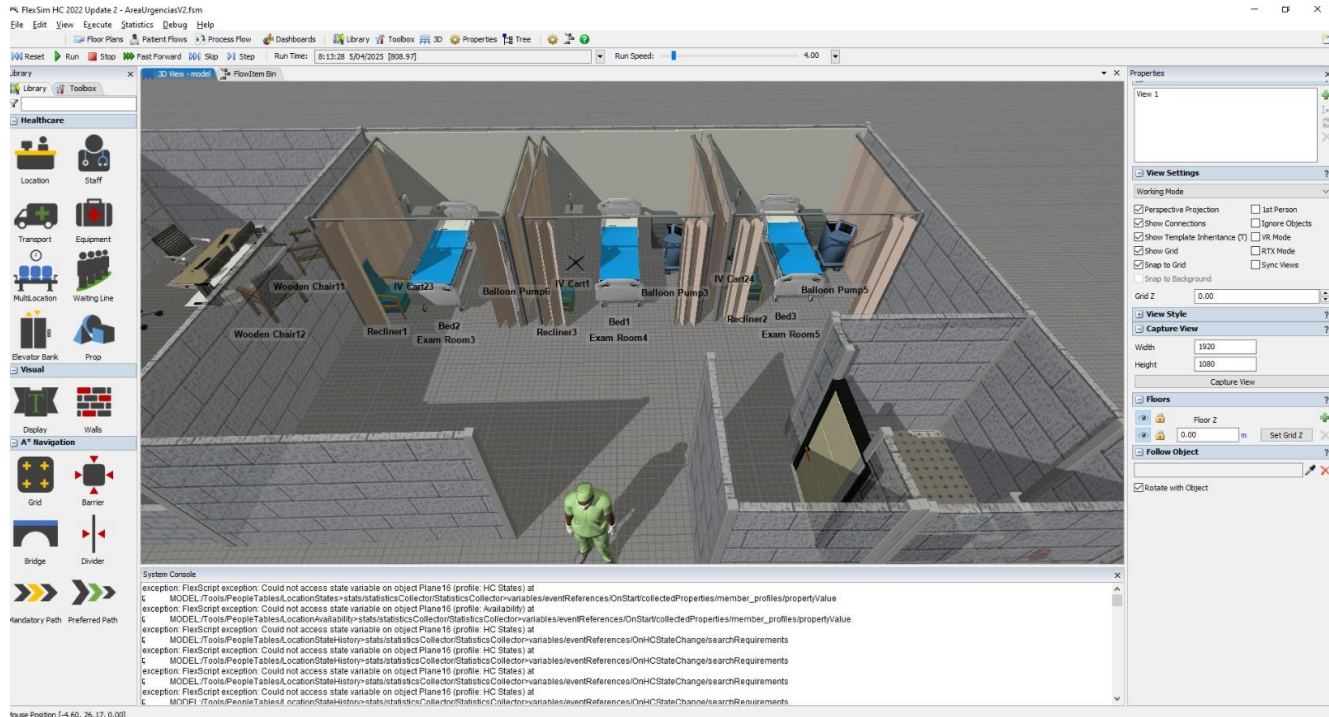 FlexSim HC 2022 Update 2 - AreaUrgenciasV2.fsm
File Edit View Execute Statistics Debug Help
Floor Plans Patient Flows Process Flow Dashboards Library Toolbox 3D Properties Tree
Reset Run Stop Fast Forward Skip Step Run Time: 8:13:28 5/04/2025 [808.97] Run Speed: 4.00
Library
Library Toolbox
Healthcare
Location Staff
Transport Equipment
MultiLocation Waiting Line
Elevator Bank Prop
Visual
Display Walls
A* Navigation
Grid Barrier
Bridge Divider
Mandatory Path Preferred Path
3D View - model FlowItem Bin
Wooden Chair11 IV Cart23 Balloon Pump6 IV Cart1 Balloon Pump3 IV Cart24 Balloon Pump5
Wooden Chair12 Recliner1 Bed2 Recliner3 Bed1 Recliner2 Bed3
Exam Room3 Exam Room4 Exam Room5
System Console
exception: FlexScript exception: Could not access state variable on object Plane16 (profile: HC States) at
MODEL:/Tools/PeopleTables/LocationStates>stats/statisticsCollector/StatisticsCollector>variables/eventReferences/OnStart/collectedProperties/member_profiles/propertyValue
exception: FlexScript exception: Could not access state variable on object Plane16 (profile: Availability) at
MODEL:/Tools/PeopleTables/LocationAvailability>stats/statisticsCollector/StatisticsCollector>variables/eventReferences/OnStart/collectedProperties/member_profiles/propertyValue
exception: FlexScript exception: Could not access state variable on object Plane16 (profile: HC States) at
MODEL:/Tools/PeopleTables/LocationStateHistory>stats/statisticsCollector/StatisticsCollector>variables/eventReferences/OnHCStateChange/searchRequirements
exception: FlexScript exception: Could not access state variable on object Plane16 (profile: HC States) at
MODEL:/Tools/PeopleTables/LocationStateHistory>stats/statisticsCollector/StatisticsCollector>variables/eventReferences/OnHCStateChange/searchRequirements
exception: FlexScript exception: Could not access state variable on object Plane16 (profile: HC States) at
MODEL:/Tools/PeopleTables/LocationStateHistory>stats/statisticsCollector/StatisticsCollector>variables/eventReferences/OnHCStateChange/searchRequirements
exception: FlexScript exception: Could not access state variable on object Plane16 (profile: HC States) at
MODEL:/Tools/PeopleTables/LocationStateHistory>stats/statisticsCollector/StatisticsCollector>variables/eventReferences/OnHCStateChange/searchRequirements
Properties
View 1
View Settings ?
Working Mode
Perspective Projection 1st Person
Show Connections Ignore Objects
Show Template Inheritance (T) VR Mode
Show Grid RTX Mode
Snap to Grid Sync Views
Snap to Background
Grid Z 0.00
View Style ?
Capture View ?
Width 1920
Height 1080
Capture View
Floors ?
Floor Z
0.00 m Set Grid Z
Follow Object ?
Rotate with Object
Mouse Position [-4.60, 26.17, 0.00]